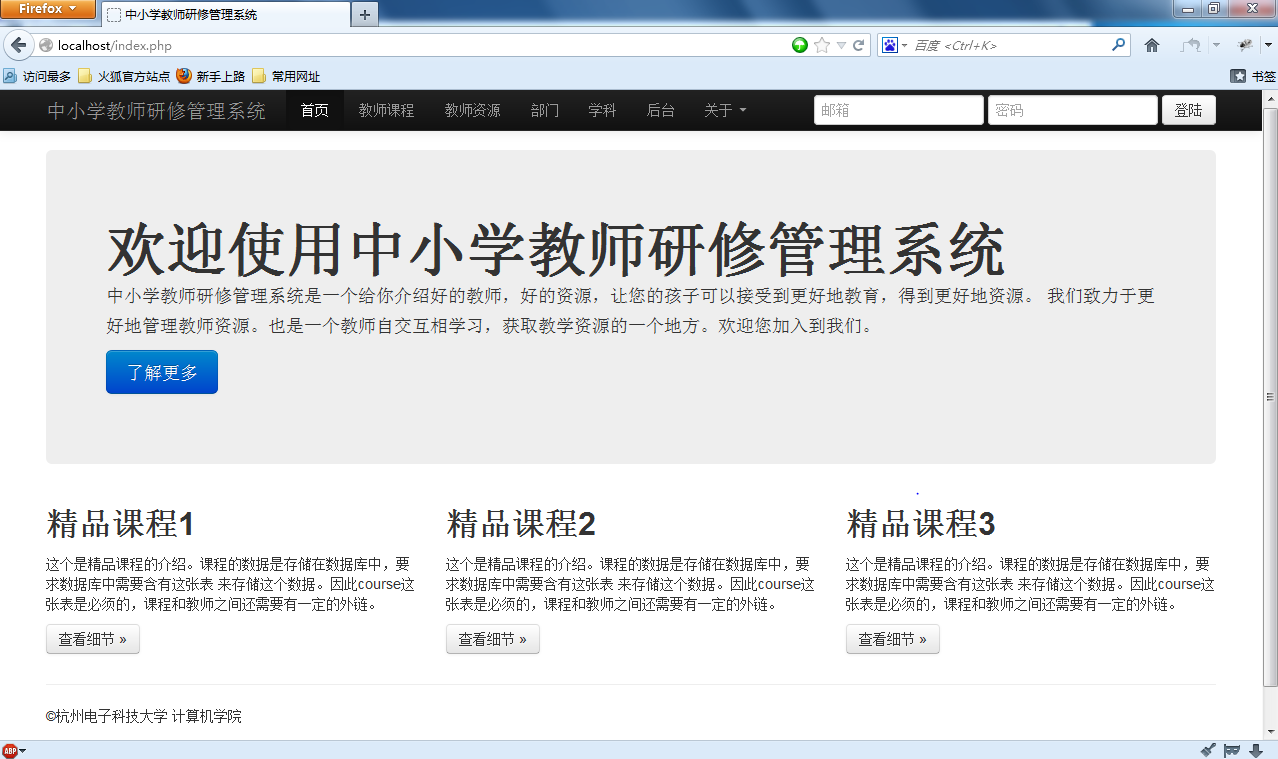 Firefox
中小学教师研修管理系统
localhost/index.php
百度 <Ctrl+K>
访问最多 火狐官方站点 新手上路 常用网址
书签
中小学教师研修管理系统 首页 教师课程 教师资源 部门 学科 后台 关于 邮箱 密码 登陆
欢迎使用中小学教师研修管理系统
中小学教师研修管理系统是一个给你介绍好的教师，好的资源，让您的孩子可以接受到更好地教育，得到更好地资源。 我们致力于更
好地管理教师资源。也是一个教师自交互相学习，获取教学资源的一个地方。欢迎您加入到我们。
了解更多
精品课程1
这个是精品课程的介绍。课程的数据是存储在数据库中，要
求数据库中需要含有这张表 来存储这个数据。因此course这
张表是必须的，课程和教师之间还需要有一定的外链。
查看细节 »
精品课程2
这个是精品课程的介绍。课程的数据是存储在数据库中，要
求数据库中需要含有这张表 来存储这个数据。因此course这
张表是必须的，课程和教师之间还需要有一定的外链。
查看细节 »
精品课程3
这个是精品课程的介绍。课程的数据是存储在数据库中，要
求数据库中需要含有这张表 来存储这个数据。因此course这
张表是必须的，课程和教师之间还需要有一定的外链。
查看细节 »
©杭州电子科技大学 计算机学院
ABP